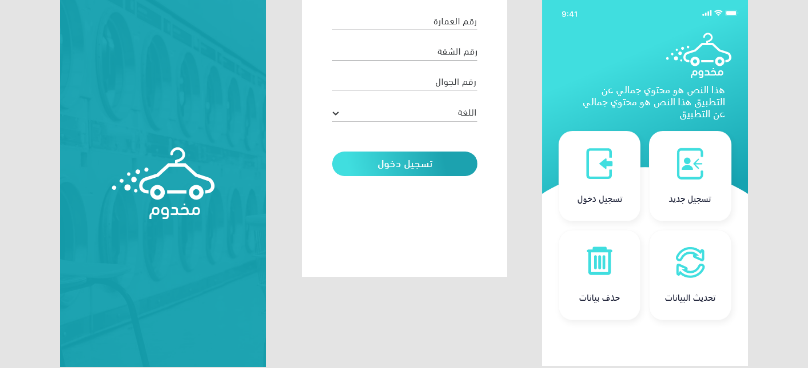 مخدوم
رقم العمارة
رقم الشقة
رقم الجوال
اللغة
تسجيل دخول
9:41
مخدوم
هذا النص هو محتوي جمالي عن
التطبيق هذا النص هو محتوي جمالي
عن التطبيق
تسجيل جديد
تسجيل دخول
تحديث البيانات
حذف بيانات